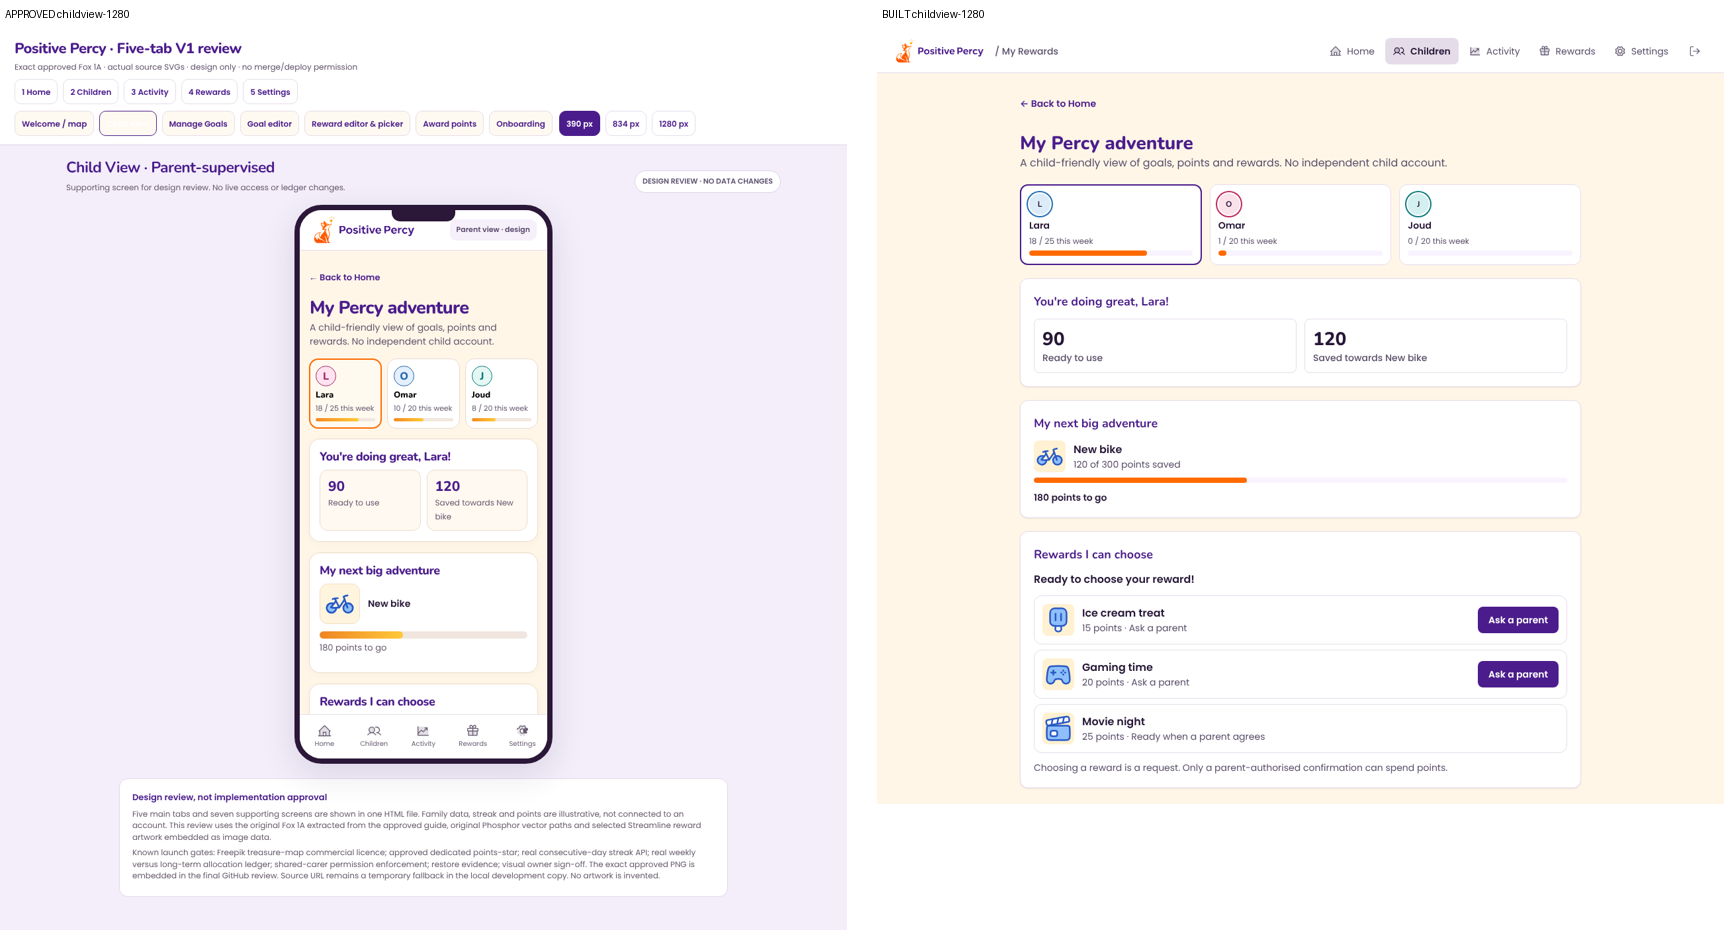 APPROVED childview-1280
Positive Percy · Five-tab V1 review
Exact approved Fox 1A · actual source SVGs · design only · no merge/deploy permission
1 Home
2 Children
3 Activity
4 Rewards
5 Settings
Welcome / map
Manage Goals
Goal editor
Reward editor & picker
Award points
Onboarding
390 px
834 px
1280 px
Child View · Parent-supervised
Supporting screen for design review. No live access or ledger changes.
DESIGN REVIEW · NO DATA CHANGES
Positive Percy
Parent view · design
← Back to Home
My Percy adventure
A child-friendly view of goals, points and
rewards. No independent child account.
L
Lara
18 / 25 this week
O
Omar
10 / 20 this week
J
Joud
8 / 20 this week
You're doing great, Lara!
90
Ready to use
120
Saved towards New
bike
My next big adventure
New bike
180 points to go
Rewards I can choose
Home
Children
Activity
Rewards
Settings
Design review, not implementation approval
Five main tabs and seven supporting screens are shown in one HTML file. Family data, streak and points are illustrative, not connected to an
account. This review uses the original Fox 1A extracted from the approved guide, original Phosphor vector paths and selected Streamline reward
artwork embedded as image data.
Known launch gates: Freepik treasure-map commercial licence; approved dedicated points-star; real consecutive-day streak API; real weekly
versus long-term allocation ledger; shared-carer permission enforcement; restore evidence; visual owner sign-off. The exact approved PNG is
embedded in the final GitHub review. Source URL remains a temporary fallback in the local development copy. No artwork is invented.
BUILT childview-1280
Positive Percy
/ My Rewards
Home
Children
Activity
Rewards
Settings
← Back to Home
My Percy adventure
A child-friendly view of goals, points and rewards. No independent child account.
L
Lara
18 / 25 this week
O
Omar
1 / 20 this week
J
Joud
0 / 20 this week
You're doing great, Lara!
90
Ready to use
120
Saved towards New bike
My next big adventure
New bike
120 of 300 points saved
180 points to go
Rewards I can choose
Ready to choose your reward!
Ice cream treat
15 points · Ask a parent
Ask a parent
Gaming time
20 points · Ask a parent
Ask a parent
Movie night
25 points · Ready when a parent agrees
Choosing a reward is a request. Only a parent-authorised confirmation can spend points.